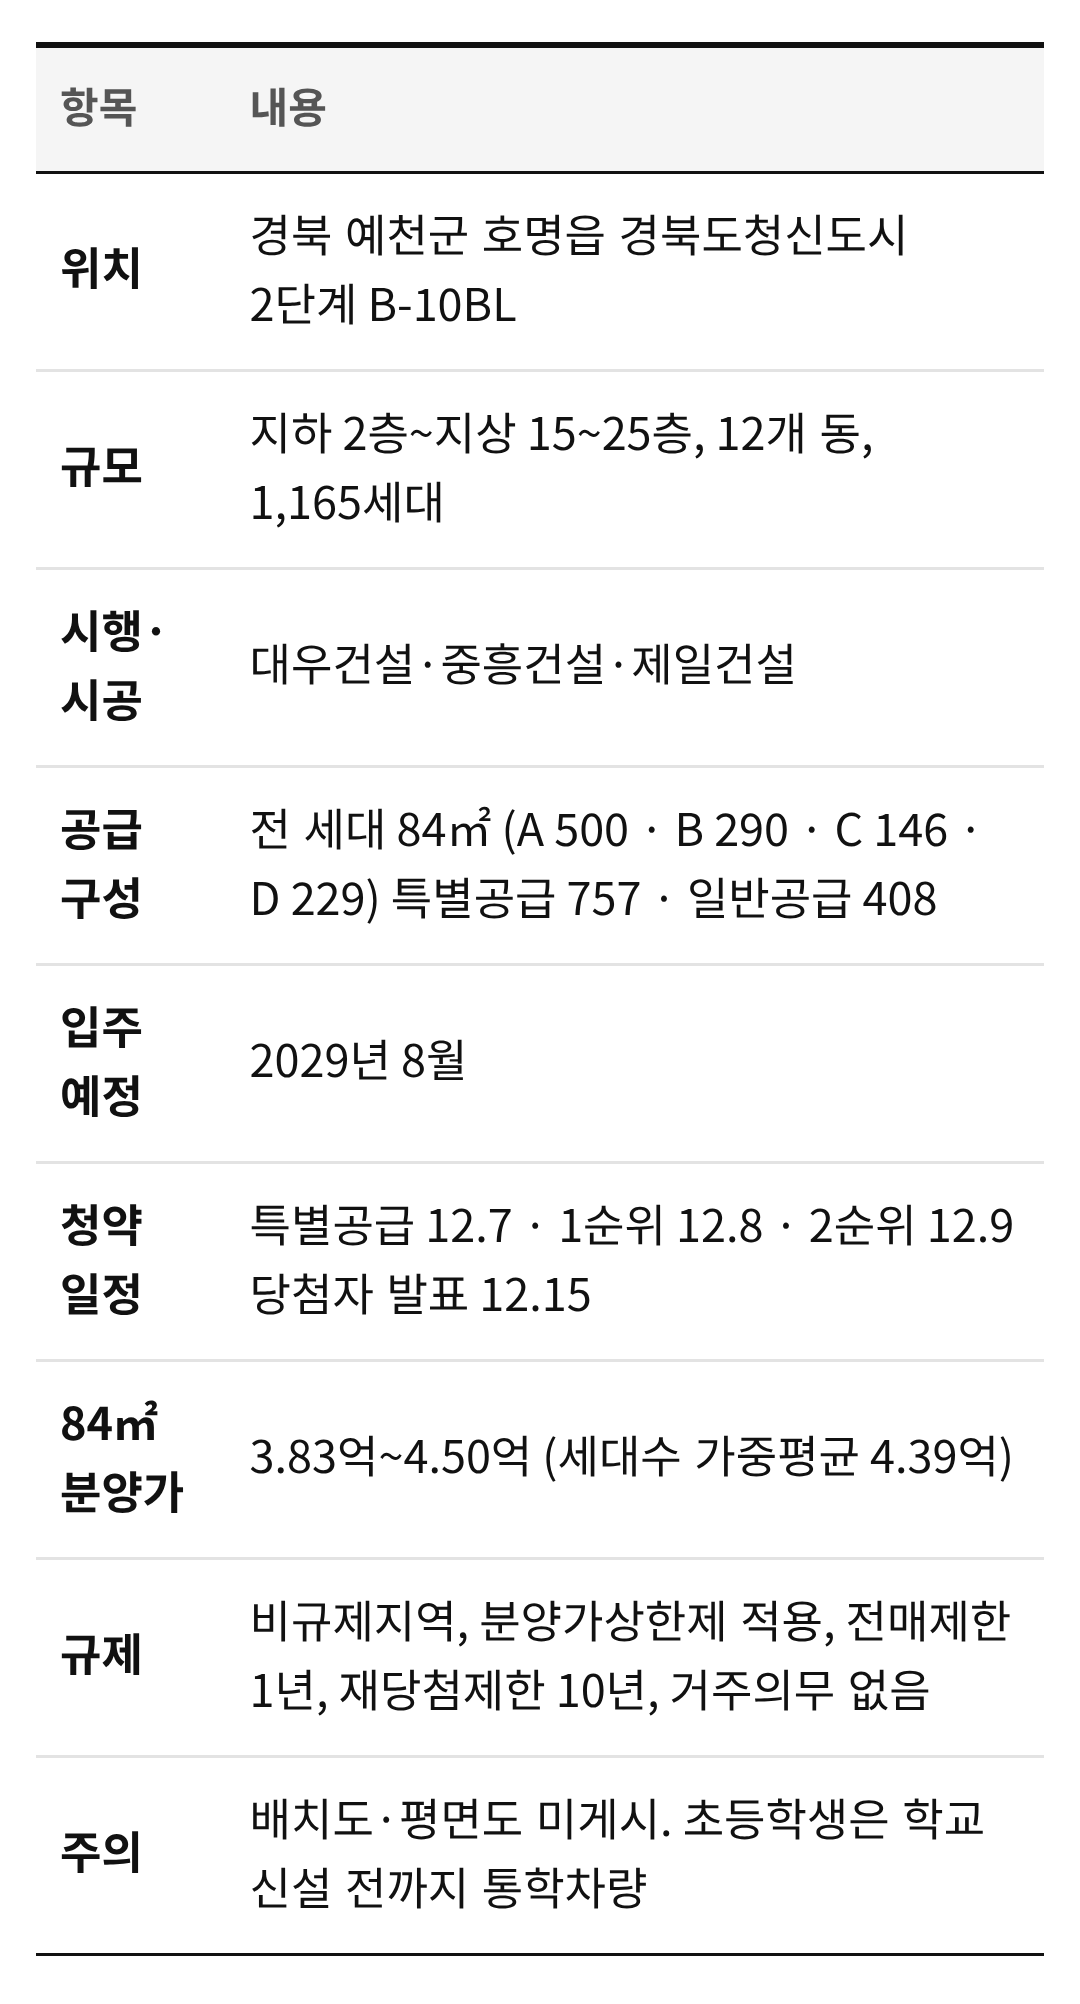 항목 내용
위치
경북 예천군 호명읍 경북도청신도시
2단계 B-10BL
규모
지하 2층~지상 15~25층, 12개 동,
1,165세대
시행·
시공
대우건설·중흥건설·제일건설
공급
구성
전 세대 84㎡ (A 500 · B 290 · C 146 ·
D 229) 특별공급 757 · 일반공급 408
입주
예정
2029년 8월
청약
일정
특별공급 12.7 · 1순위 12.8 · 2순위 12.9
당첨자 발표 12.15
84㎡
분양가
3.83억~4.50억 (세대수 가중평균 4.39억)
규제
비규제지역, 분양가상한제 적용, 전매제한
1년, 재당첨제한 10년, 거주의무 없음
주의
배치도·평면도 미게시. 초등학생은 학교
신설 전까지 통학차량